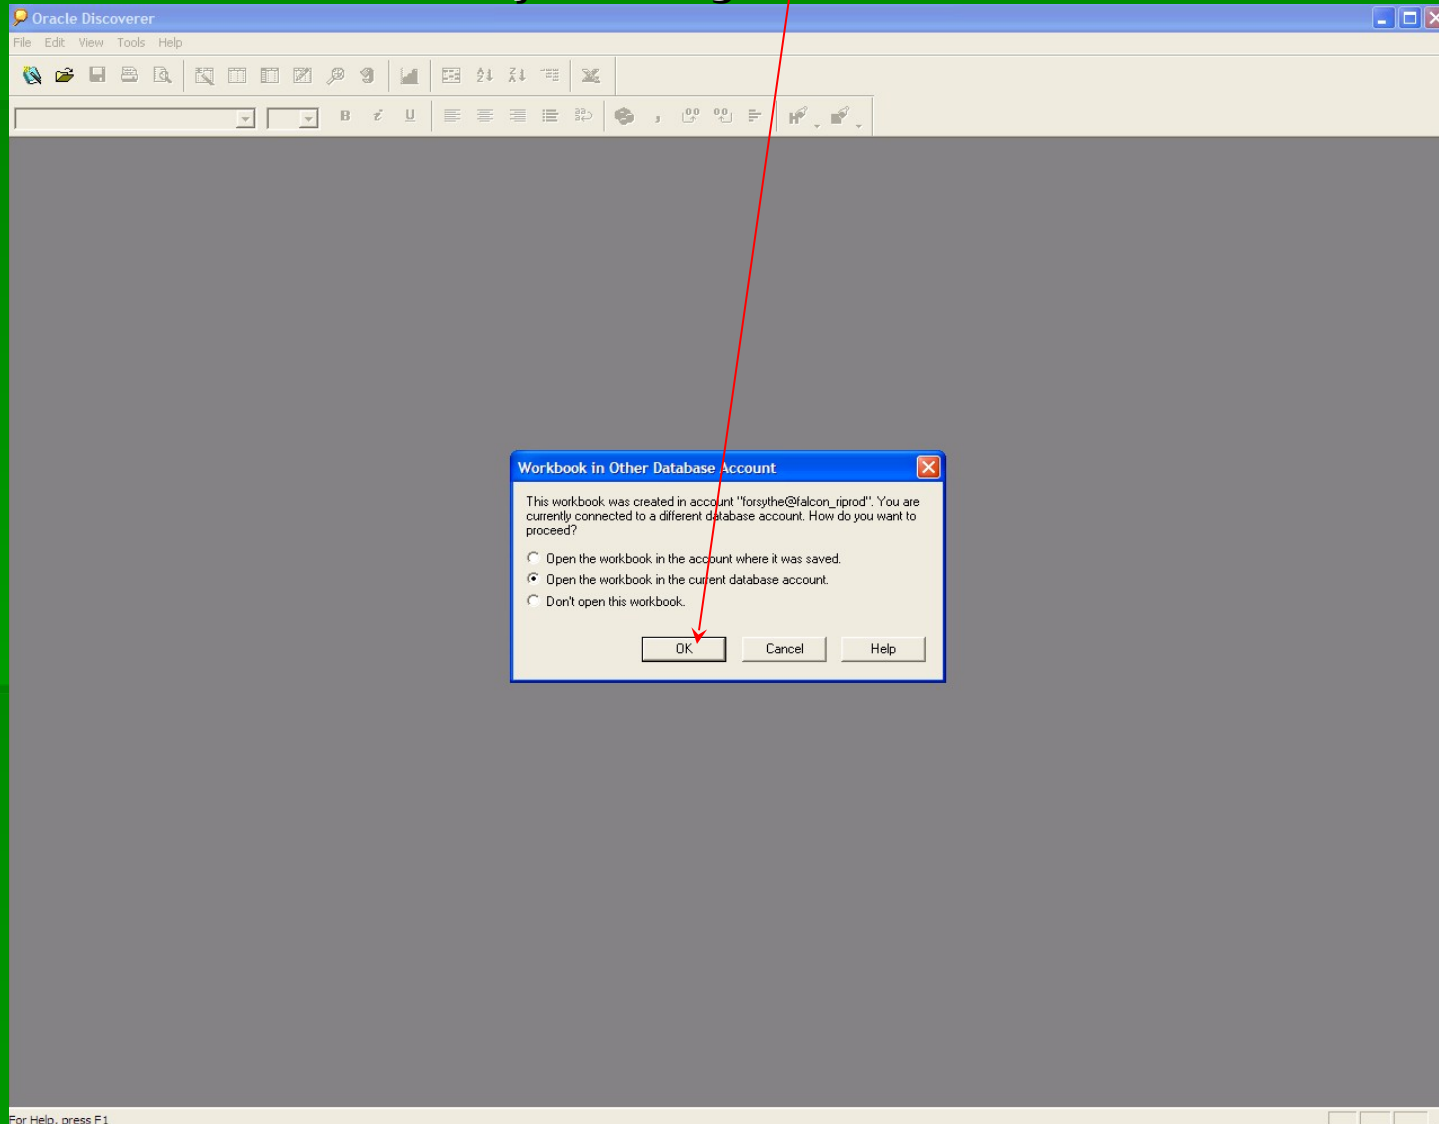 Oracle Discoverer
File Edit View Tools Help
B i U
Workbook in Other Database Account
This workbook was created in account "forsythe@falcon_riprod". You are
currently connected to a different database account. How do you want to
proceed?
Open the workbook in the account where it was saved.
Open the workbook in the current database account.
Don't open this workbook.
OK Cancel Help
For Help, press F1